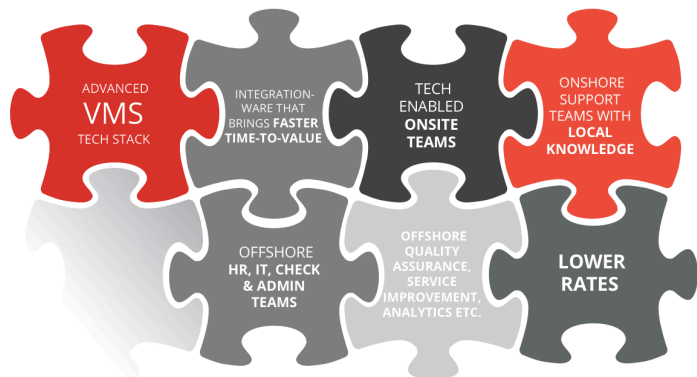 ADVANCED
VMS
TECH STACK
INTEGRATION-
WARE THAT
BRINGS FASTER
TIME-TO-VALUE
TECH
ENABLED
ONSITE
TEAMS
ONSHORE
SUPPORT
TEAMS WITH
LOCAL
KNOWLEDGE
OFFSHORE
HR, IT, CHECK
& ADMIN
TEAMS
OFFSHORE
QUALITY
ASSURANCE,
SERVICE
IMPROVEMENT,
ANALYTICS ETC.
LOWER
RATES